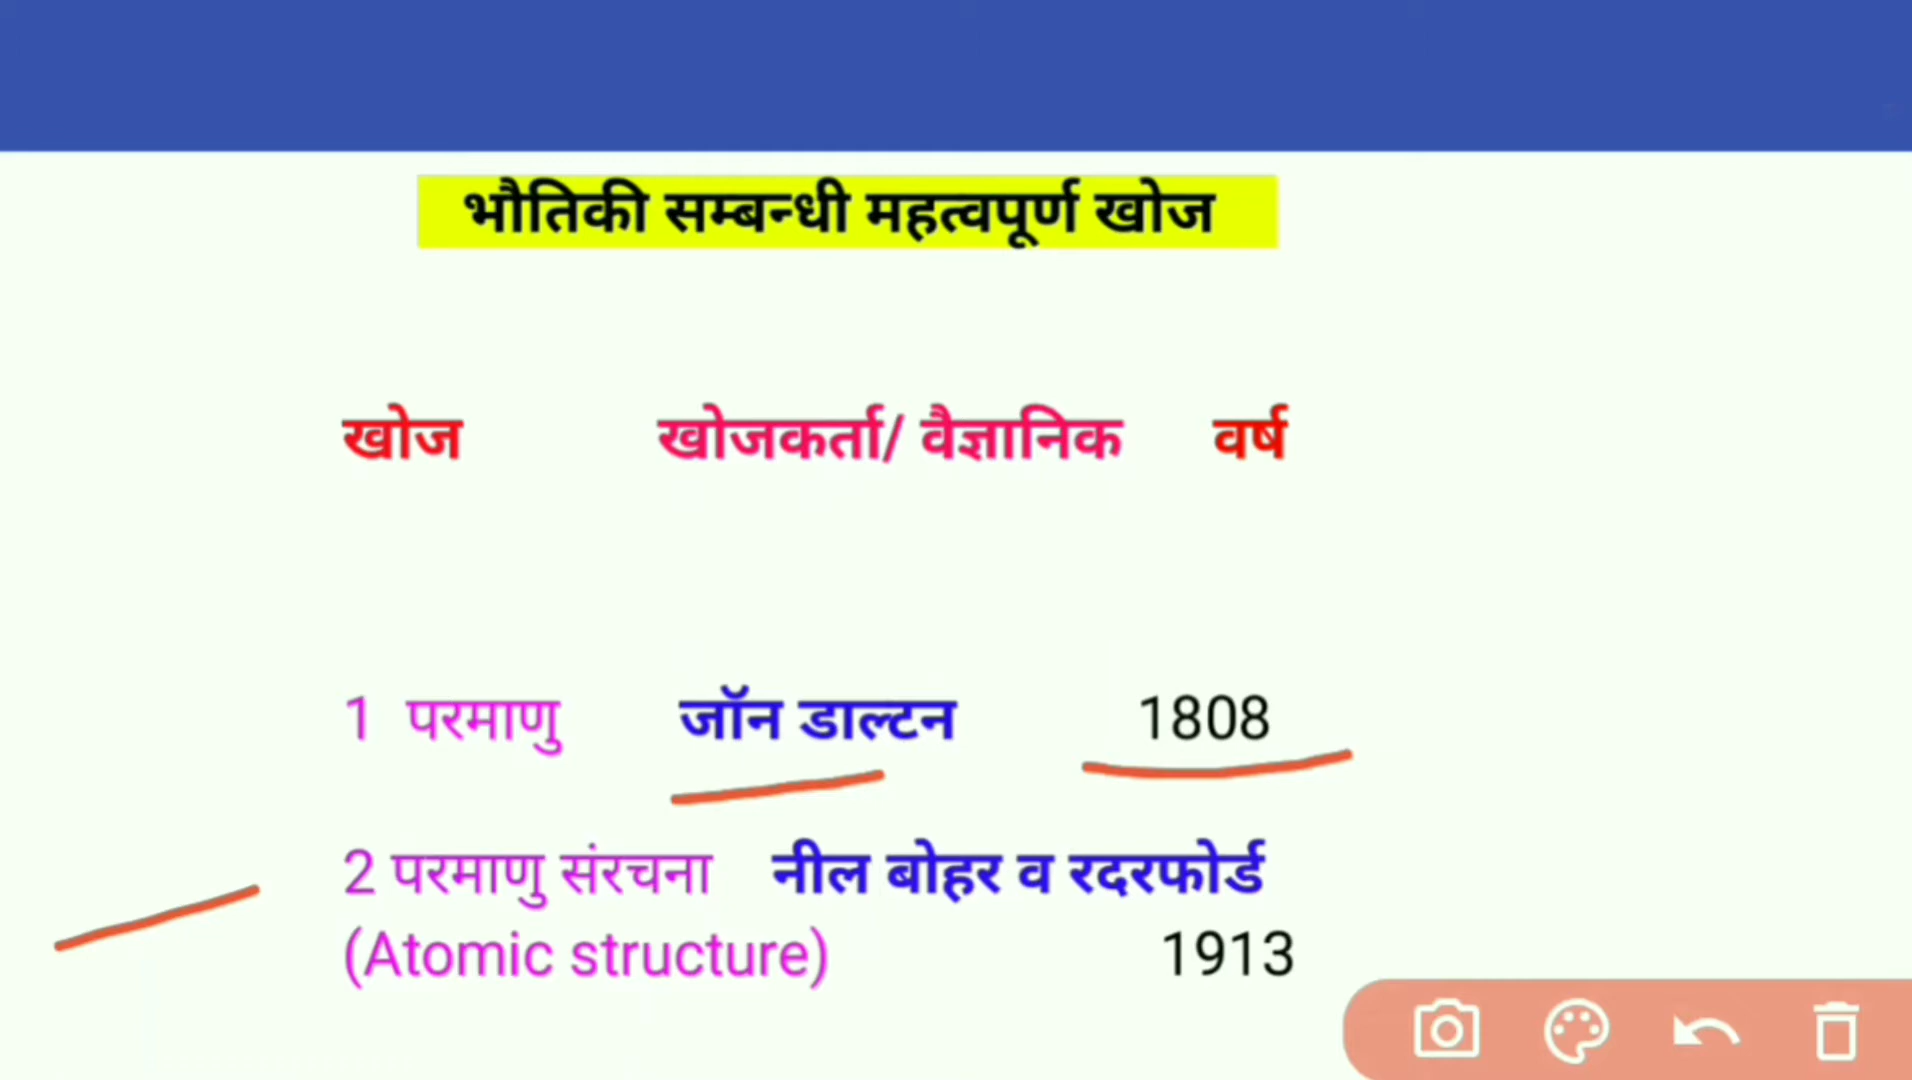 भौतिकी सम्बन्धी महत्वपूर्ण खोज
खोज खोजकर्ता/ वैज्ञानिक वर्ष
1 परमाणु जॉन डाल्टन 1808
2 परमाणु संरचना नील बोहर व रदरफोर्ड
(Atomic structure) 1913